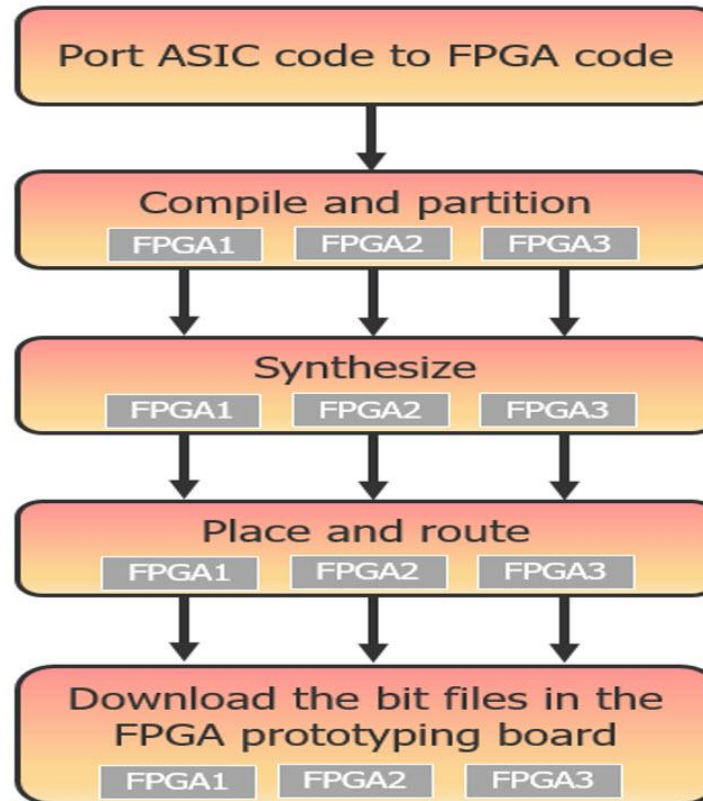 Port ASIC code to FPGA code
Compile and partition
FPGA1 FPGA2 FPGA3
Synthesize
FPGA1 FPGA2 FPGA3
Place and route
FPGA1 FPGA2 FPGA3
Download the bit files in the
FPGA prototyping board
FPGA1 FPGA2 FPGA3